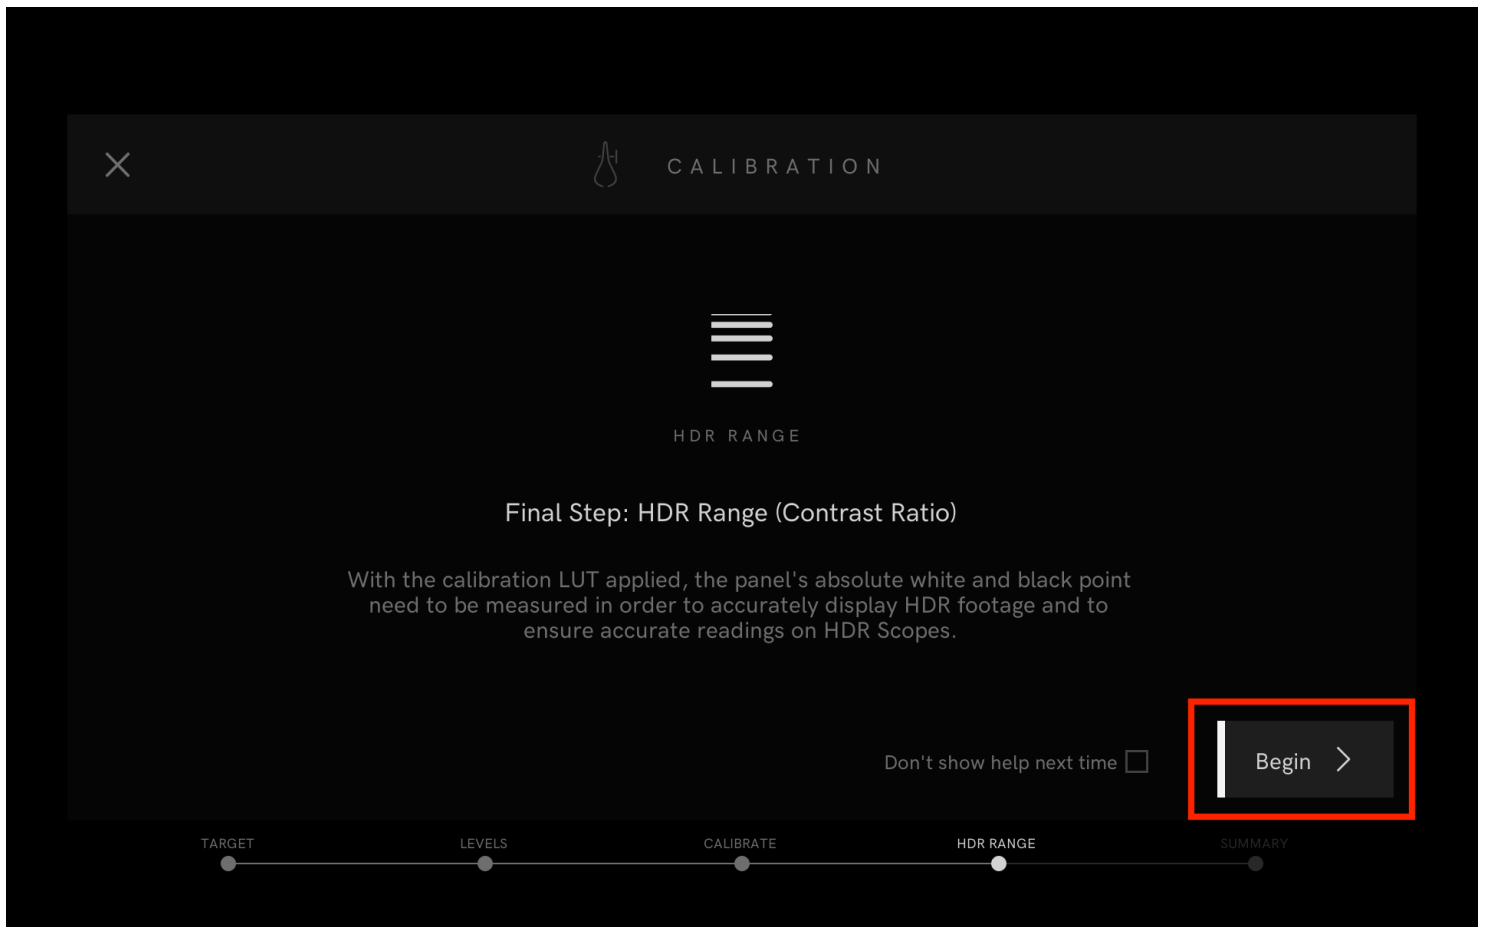 CALIBRATION
HDR RANGE
Final Step: HDR Range (Contrast Ratio)
With the calibration LUT applied, the panel's absolute white and black point
need to be measured in order to accurately display HDR footage and to
ensure accurate readings on HDR Scopes.
Don't show help next time
Begin
TARGET
LEVELS
CALIBRATE
HDR RANGE
SUMMARY